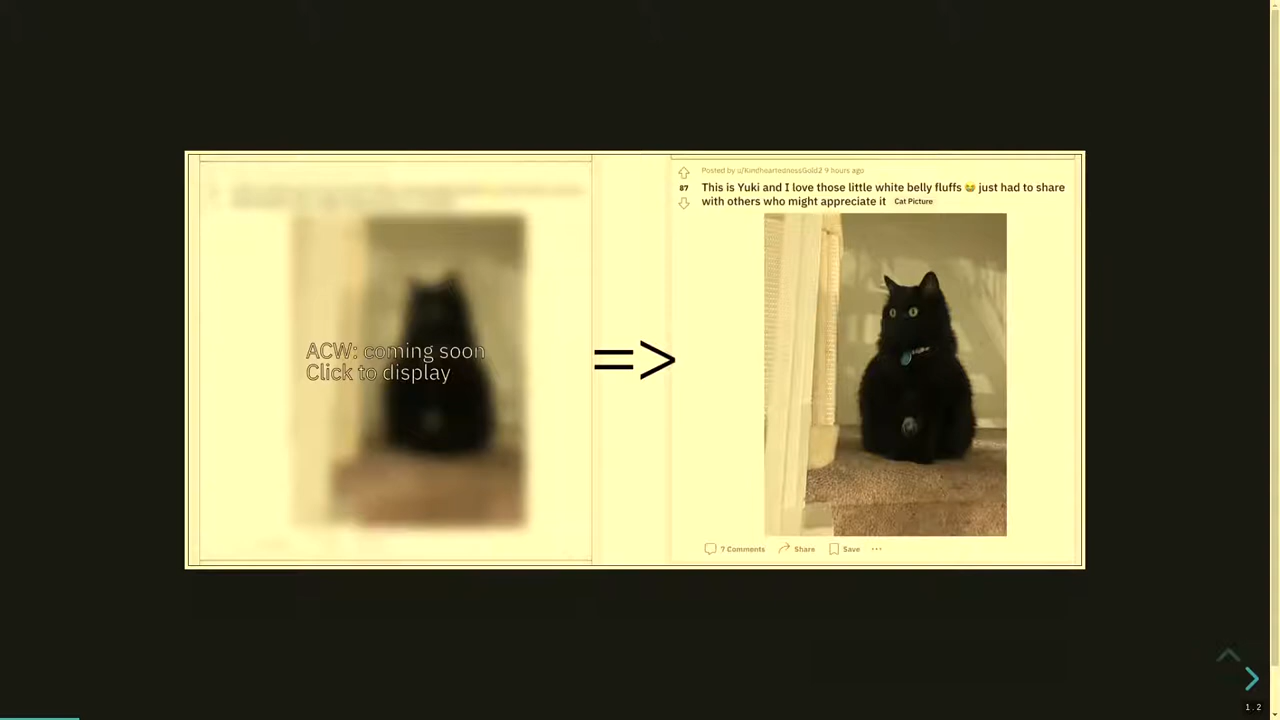 ACW: coming soon
Click to display
=>
Posted by u/KindheartednessGold2 9 hours ago
87
This is Yuki and I love those little white belly fluffs 😭 just had to share
with others who might appreciate it Cat Picture
7 Comments Share Save ...
1.2